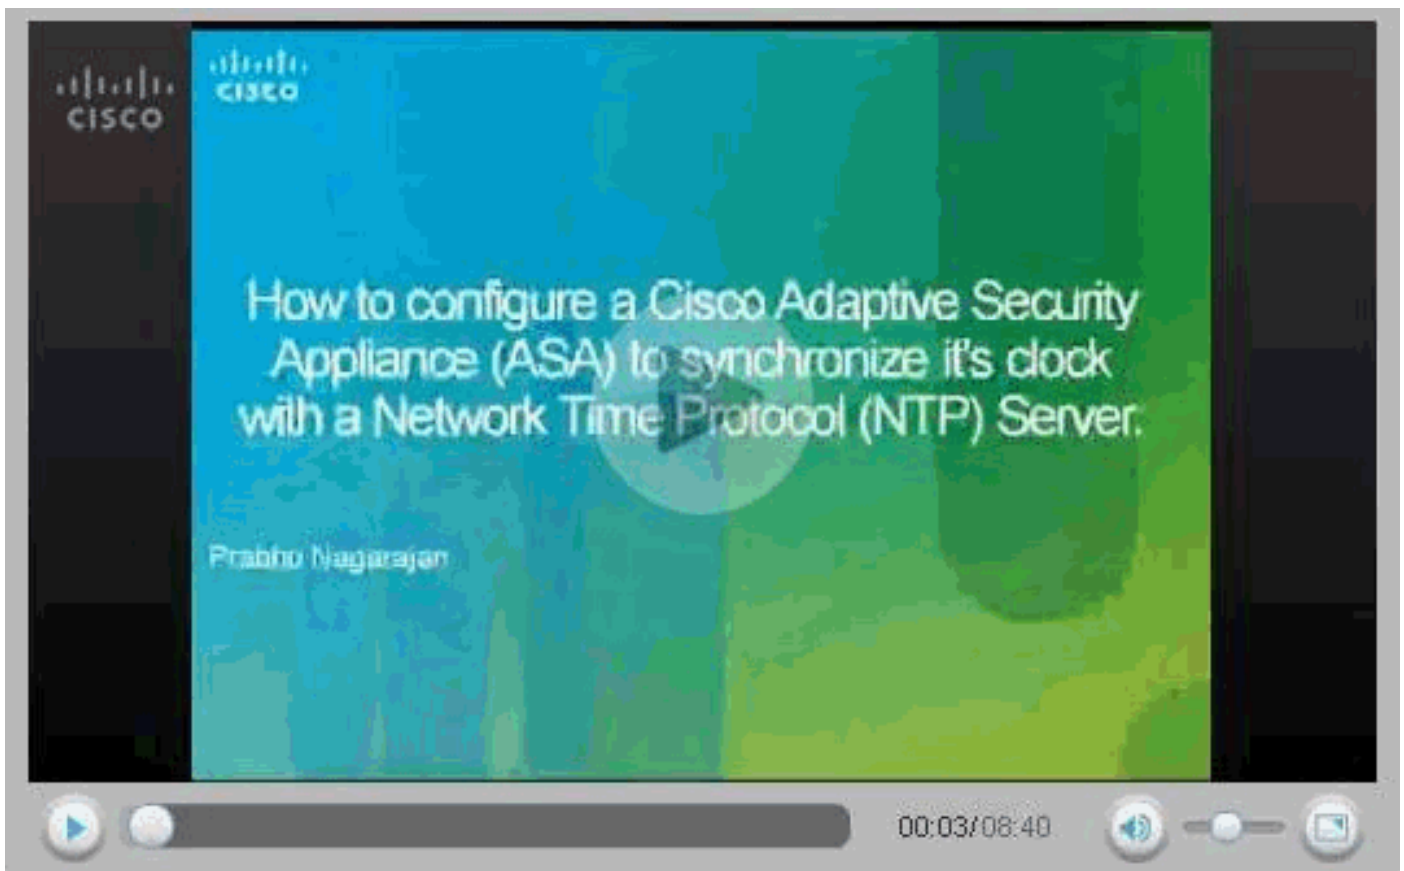 CISCO
CISCO
How to configure a Cisco Adaptive Security
Appliance (ASA) to synchronize it's clock
with a Network Time Protocol (NTP) Server.
Prabhu Nagarajan
00:03/08:40